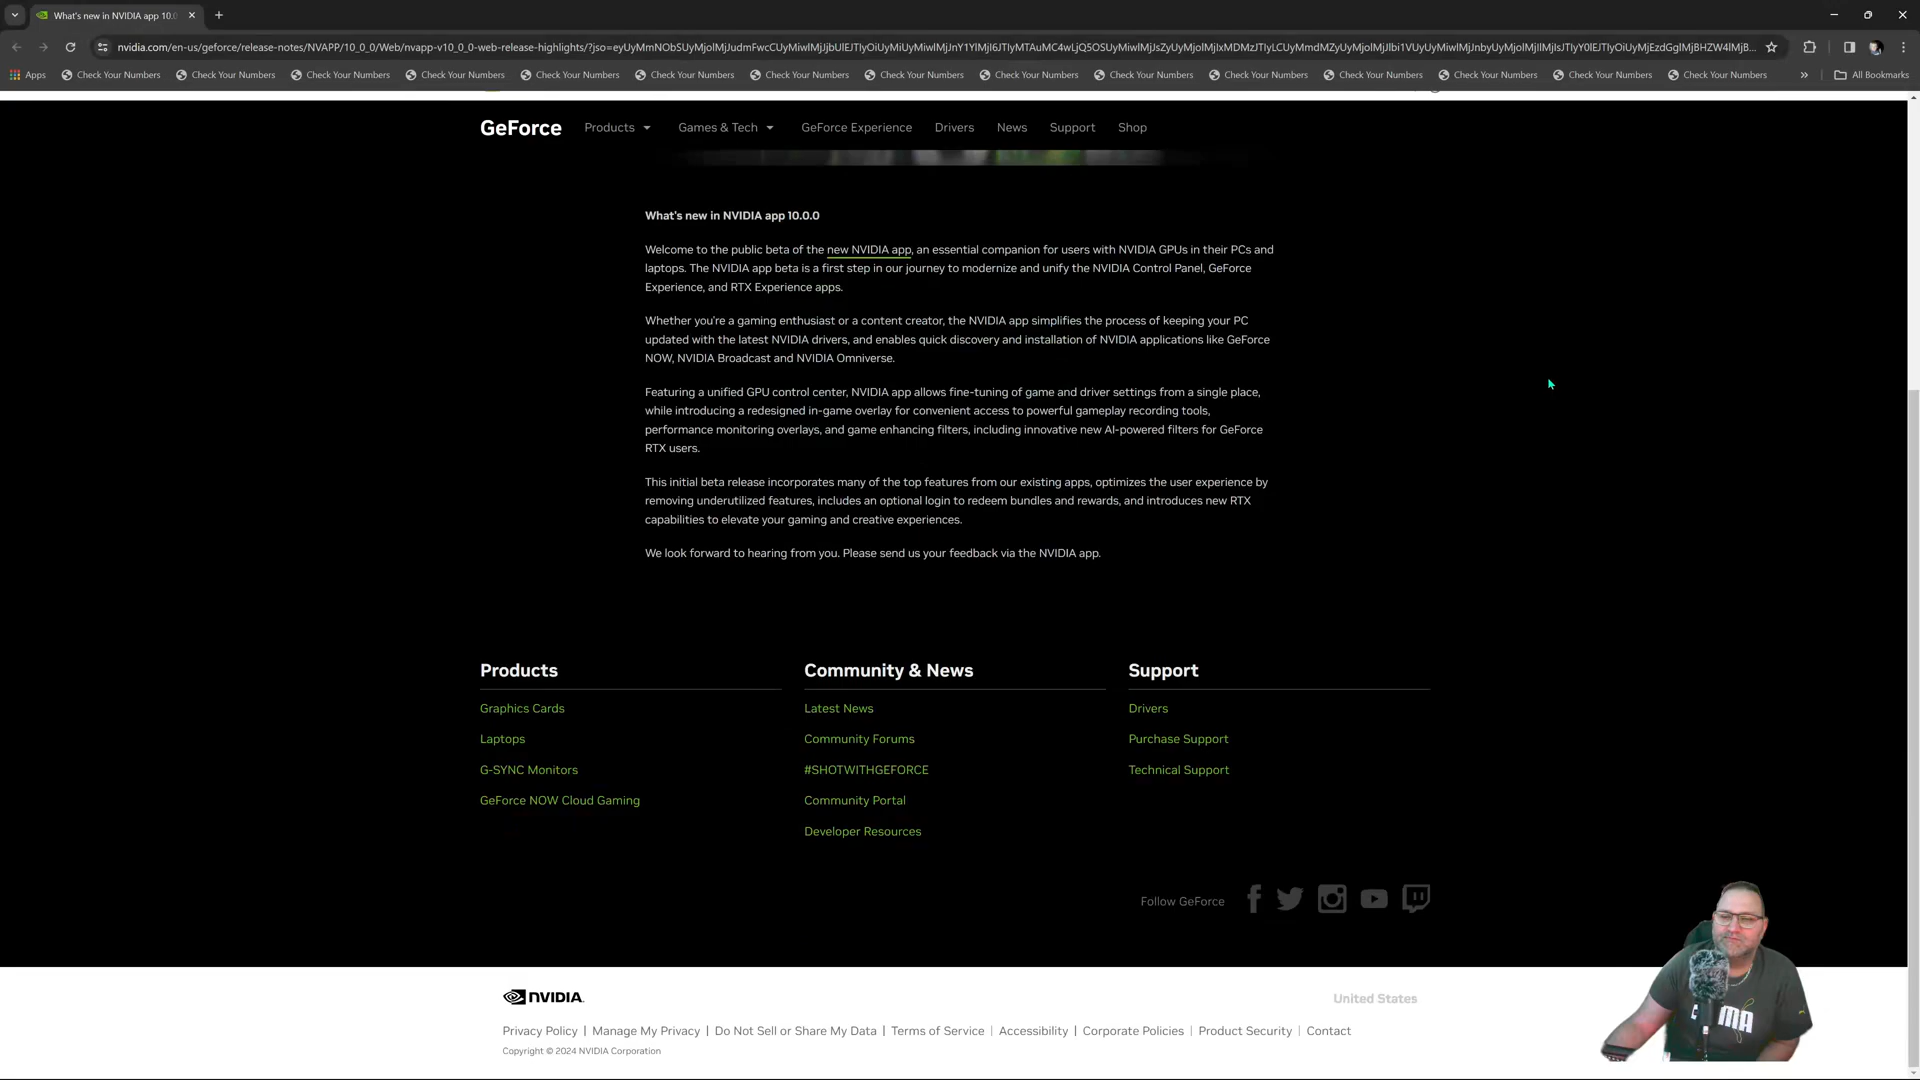 What's new in NVIDIA app 10.0
nvidia.com/en-us/geforce/release-notes/NVAPP/10_0_0/Web/nvapp-v10_0_0-web-release-highlights/
Apps Check Your Numbers Check Your Numbers Check Your Numbers Check Your Numbers Check Your Numbers Check Your Numbers Check Your Numbers Check Your Numbers Check Your Numbers Check Your Numbers Check Your Numbers Check Your Numbers Check Your Numbers Check Your Numbers Check Your Numbers » All Bookmarks
GeForce Products Games & Tech GeForce Experience Drivers News Support Shop
What's new in NVIDIA app 10.0.0
Welcome to the public beta of the new NVIDIA app, an essential companion for users with NVIDIA GPUs in their PCs and
laptops. The NVIDIA app beta is a first step in our journey to modernize and unify the NVIDIA Control Panel, GeForce
Experience, and RTX Experience apps.
Whether you're a gaming enthusiast or a content creator, the NVIDIA app simplifies the process of keeping your PC
updated with the latest NVIDIA drivers, and enables quick discovery and installation of NVIDIA applications like GeForce
NOW, NVIDIA Broadcast and NVIDIA Omniverse.
Featuring a unified GPU control center, NVIDIA app allows fine-tuning of game and driver settings from a single place,
while introducing a redesigned in-game overlay for convenient access to powerful gameplay recording tools,
performance monitoring overlays, and game enhancing filters, including innovative new AI-powered filters for GeForce
RTX users.
This initial beta release incorporates many of the top features from our existing apps, optimizes the user experience by
removing underutilized features, includes an optional login to redeem bundles and rewards, and introduces new RTX
capabilities to elevate your gaming and creative experiences.
We look forward to hearing from you. Please send us your feedback via the NVIDIA app.
Products
Graphics Cards
Laptops
G-SYNC Monitors
GeForce NOW Cloud Gaming
Community & News
Latest News
Community Forums
#SHOTWITHGEFORCE
Community Portal
Developer Resources
Support
Drivers
Purchase Support
Technical Support
Follow GeForce
NVIDIA.
United States
Privacy Policy | Manage My Privacy | Do Not Sell or Share My Data | Terms of Service | Accessibility | Corporate Policies | Product Security | Contact
Copyright © 2024 NVIDIA Corporation